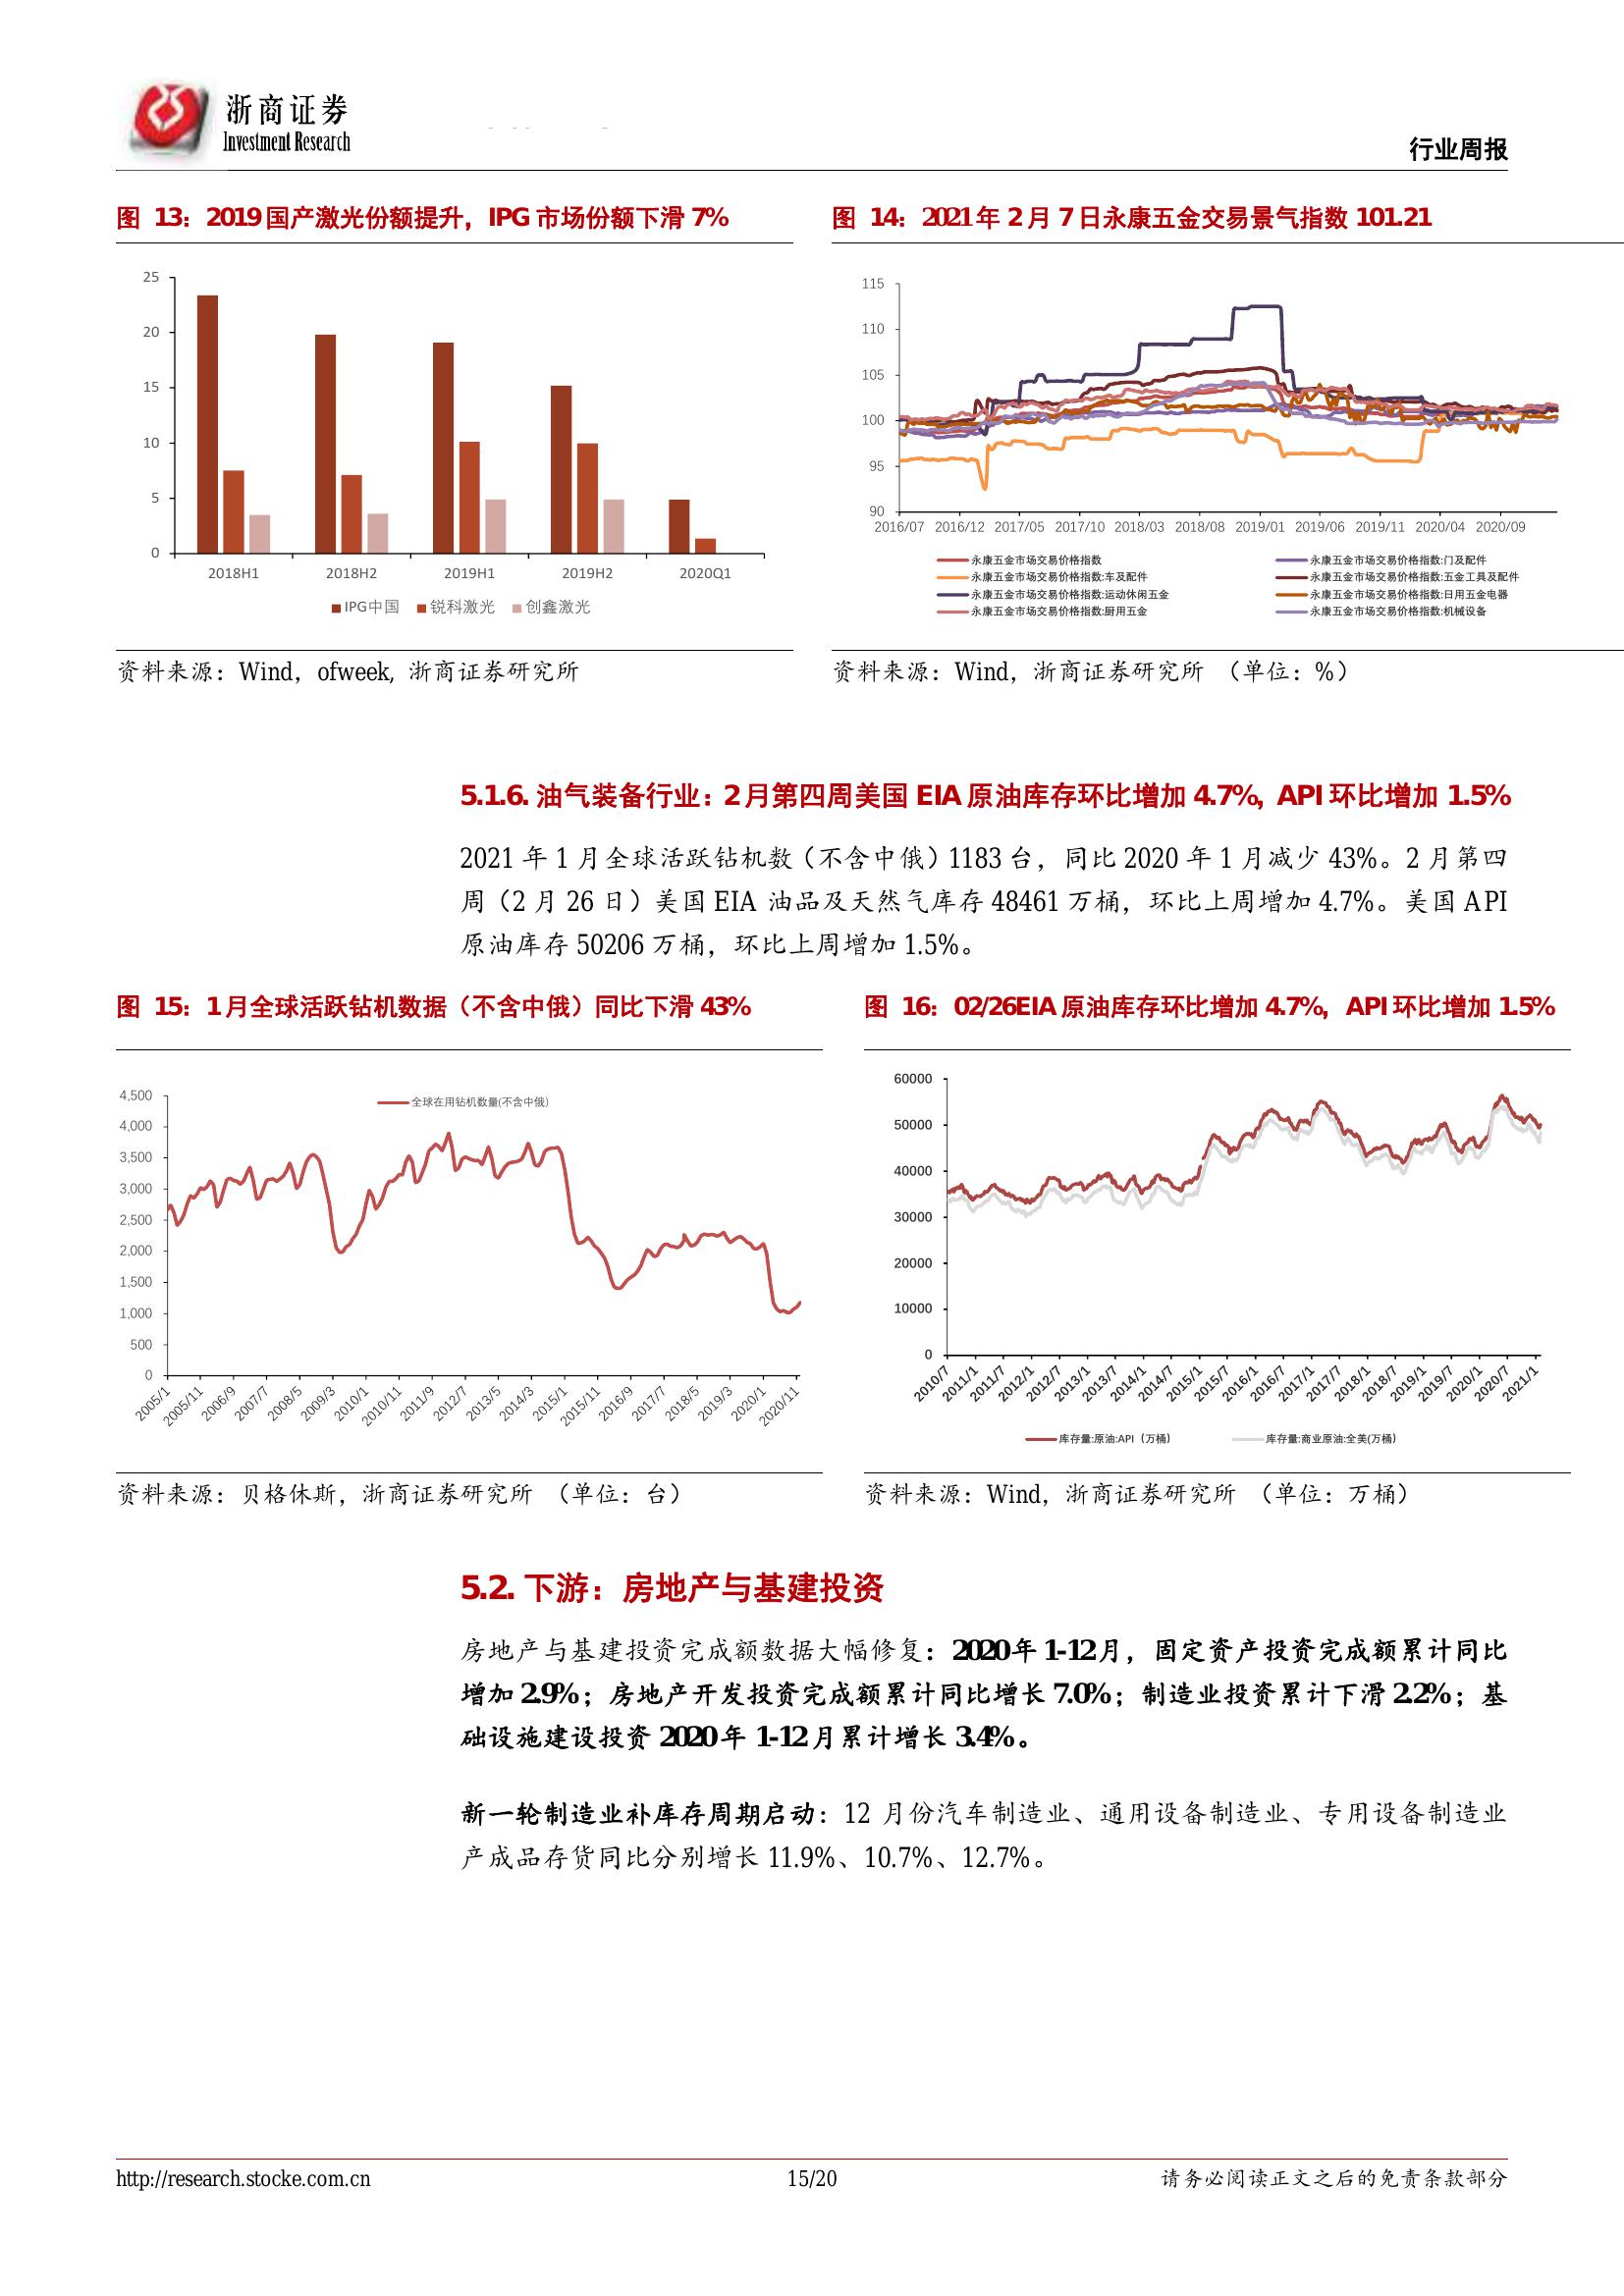 浙商证券
Investment Research
行业周报
图 13：2019 国产激光份额提升，IPG 市场份额下滑 7%
25
20
15
10
5
0
2018H1 2018H2 2019H1 2019H2 2020Q1
IPG中国 锐科激光 创鑫激光
资料来源：Wind，ofweek, 浙商证券研究所
图 14：2021 年 2 月 7 日永康五金交易景气指数 101.21
115
110
105
100
95
90
2016/07 2016/12 2017/05 2017/10 2018/03 2018/08 2019/01 2019/06 2019/11 2020/04 2020/09
永康五金市场交易价格指数 永康五金市场交易价格指数:门及配件
永康五金市场交易价格指数:车及配件 永康五金市场交易价格指数:五金工具及配件
永康五金市场交易价格指数:运动休闲五金 永康五金市场交易价格指数:日用五金电器
永康五金市场交易价格指数:厨用五金 永康五金市场交易价格指数:机械设备
资料来源：Wind，浙商证券研究所 （单位：%）
5.1.6. 油气装备行业：2 月第四周美国 EIA 原油库存环比增加 4.7%，API 环比增加 1.5%
2021 年 1 月全球活跃钻机数（不含中俄）1183 台，同比 2020 年 1 月减少 43%。2 月第四
周（2 月 26 日）美国 EIA 油品及天然气库存 48461 万桶，环比上周增加 4.7%。美国 API
原油库存 50206 万桶，环比上周增加 1.5%。
图 15：1 月全球活跃钻机数据（不含中俄）同比下滑 43%
4,500
4,000
3,500
3,000
2,500
2,000
1,500
1,000
500
0
全球在用钻机数量(不含中俄)
2005/1 2005/11 2006/9 2007/7 2008/5 2009/3 2010/1 2010/11 2011/9 2012/7 2013/5 2014/3 2015/1 2015/11 2016/9 2017/7 2018/5 2019/3 2020/1 2020/11
资料来源：贝格休斯，浙商证券研究所 （单位：台）
图 16：02/26EIA 原油库存环比增加 4.7%，API 环比增加 1.5%
60000
50000
40000
30000
20000
10000
0
2010/7 2011/1 2011/7 2012/1 2012/7 2013/1 2013/7 2014/1 2014/7 2015/1 2015/7 2016/1 2016/7 2017/1 2017/7 2018/1 2018/7 2019/1 2019/7 2020/1 2020/7 2021/1
库存量:原油:API（万桶） 库存量:商业原油:全美(万桶)
资料来源：Wind，浙商证券研究所 （单位：万桶）
5.2. 下游：房地产与基建投资
房地产与基建投资完成额数据大幅修复：2020 年 1-12 月，固定资产投资完成额累计同比
增加 2.9%；房地产开发投资完成额累计同比增长 7.0%；制造业投资累计下滑 2.2%；基
础设施建设投资 2020 年 1-12 月累计增长 3.4%。
新一轮制造业补库存周期启动：12 月份汽车制造业、通用设备制造业、专用设备制造业
产成品存货同比分别增长 11.9%、10.7%、12.7%。
http://research.stocke.com.cn
15/20
请务必阅读正文之后的免责条款部分